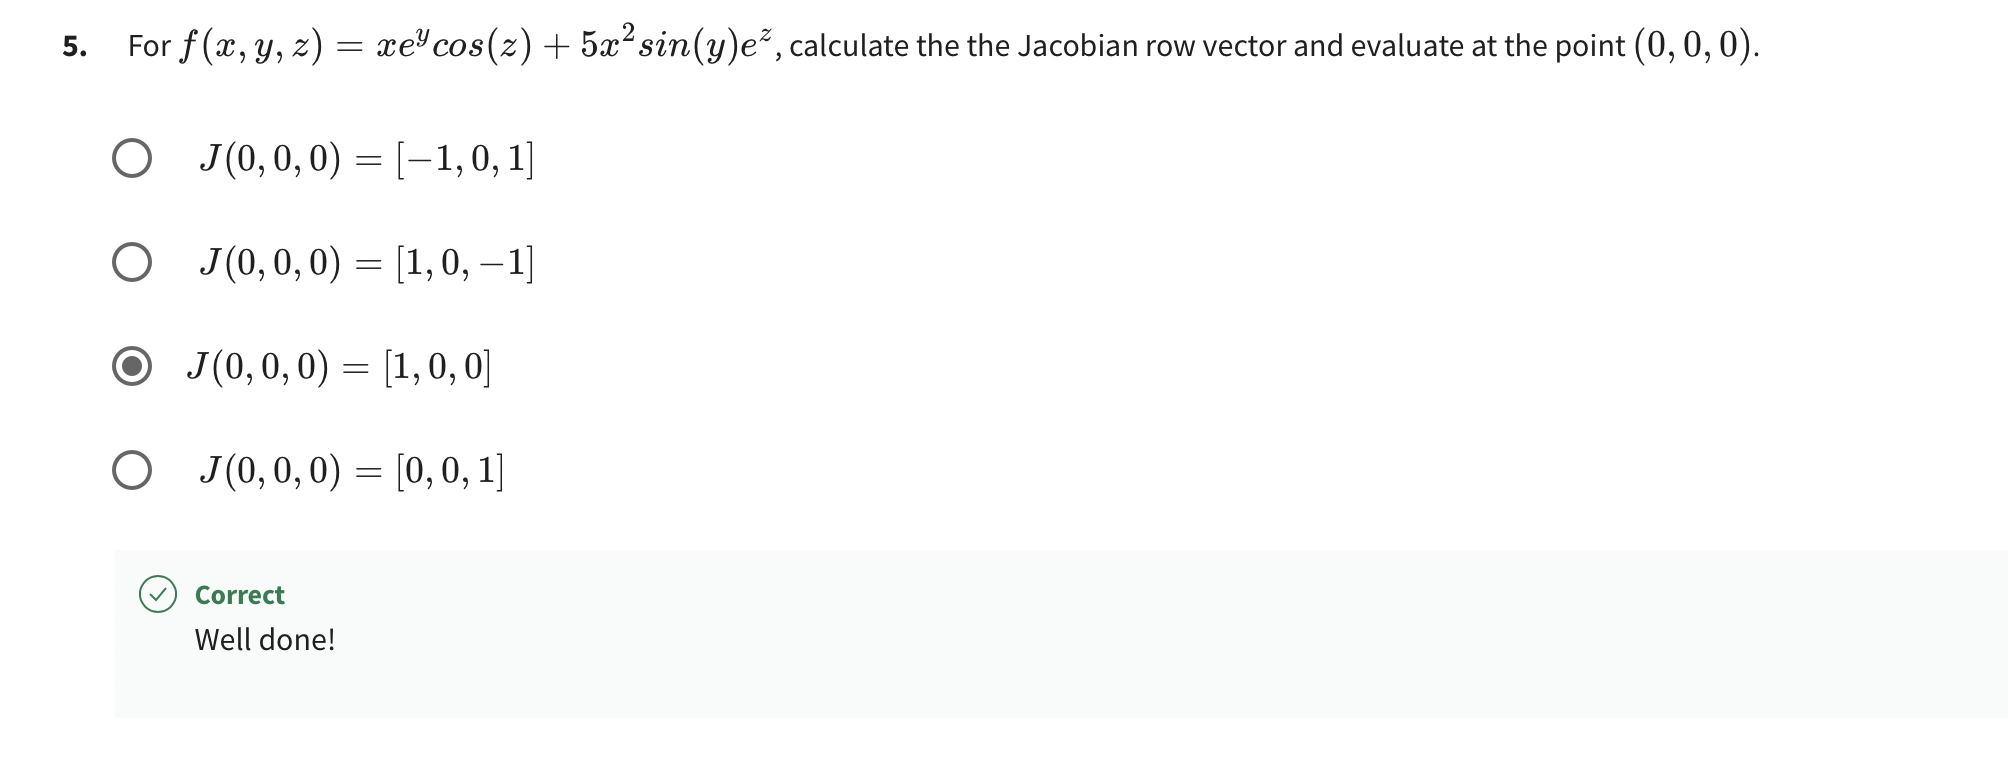 5. For f(x, y, z) = xe^y cos(z) + 5x^2 sin(y)e^z, calculate the the Jacobian row vector and evaluate at the point (0, 0, 0).
J(0, 0, 0) = [−1, 0, 1]
J(0, 0, 0) = [1, 0, −1]
J(0, 0, 0) = [1, 0, 0]
J(0, 0, 0) = [0, 0, 1]
Correct
Well done!